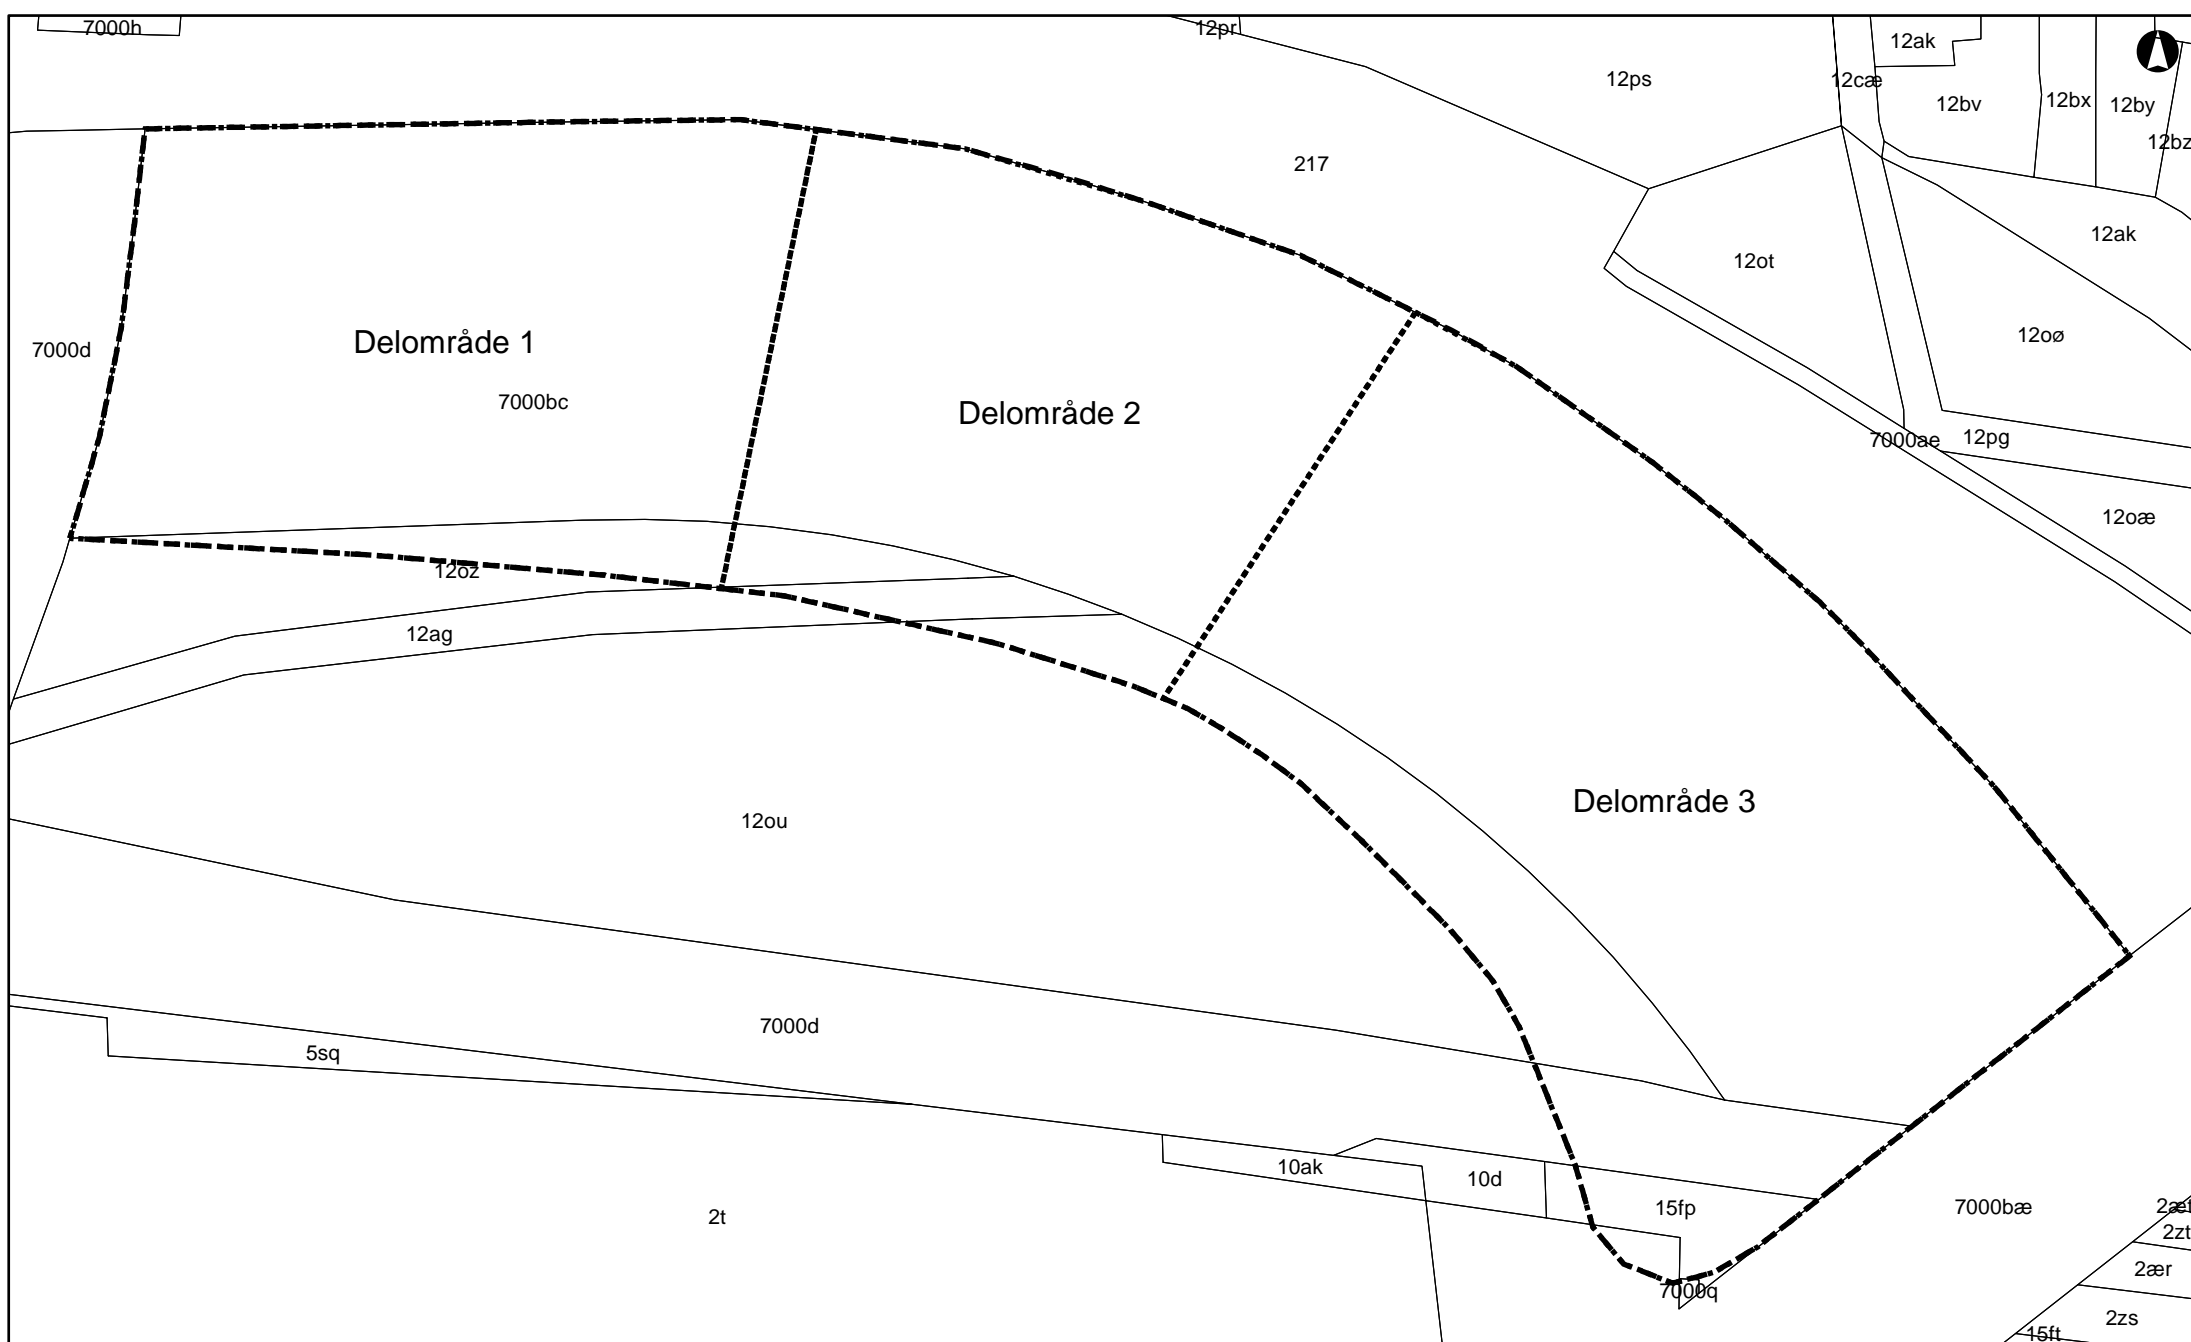 7000h
12pr
12ak
12ps
12cæ
12bv
12bx
12by
12bz
217
12ak
12ot
12oø
Delområde 1
7000d
7000bc
Delområde 2
7000ae
12pg
12oæ
12oz
12ag
Delområde 3
12ou
7000d
5sq
10ak
10d
15fp
2t
7000bæ
2zt
2ær
7000q
2zs
15ft